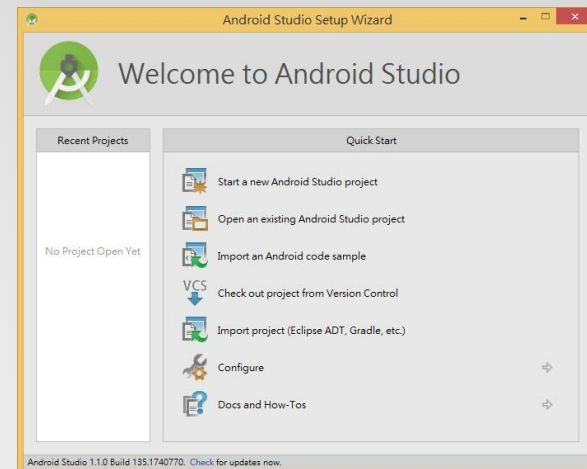 Android Studio Setup Wizard
Welcome to Android Studio
Recent Projects
No Project Open Yet
Quick Start
Start a new Android Studio project
Open an existing Android Studio project
Import an Android code sample
VCS
Check out project from Version Control
Import project (Eclipse ADT, Gradle, etc.)
Configure
Docs and How-Tos
Android Studio 1.1.0 Build 135.1740770. Check for updates now.